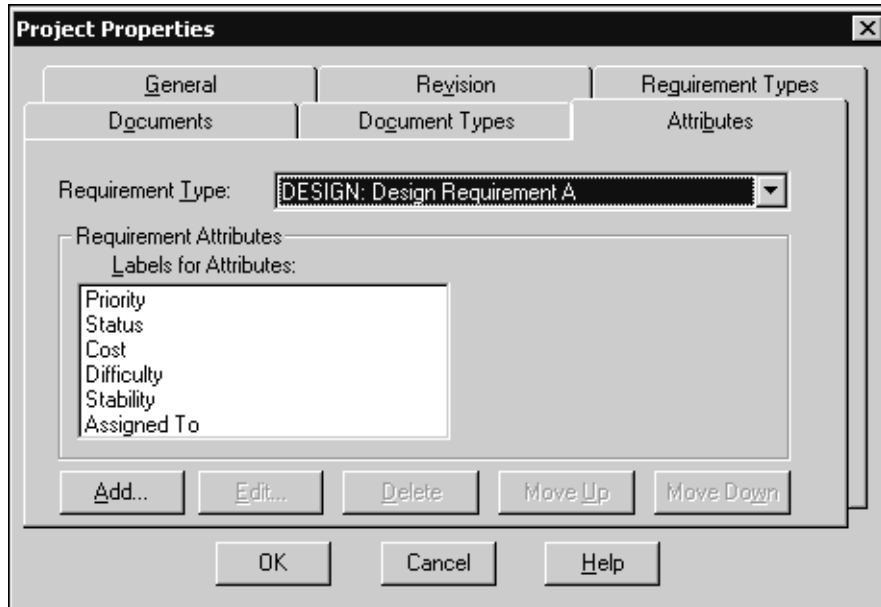 Project Properties
General Revision Requirement Types
Documents Document Types Attributes
Requirement Type: DESIGN: Design Requirement A
Requirement Attributes
Labels for Attributes:
Priority
Status
Cost
Difficulty
Stability
Assigned To
Add... Edit... Delete Move Up Move Down
OK Cancel Help